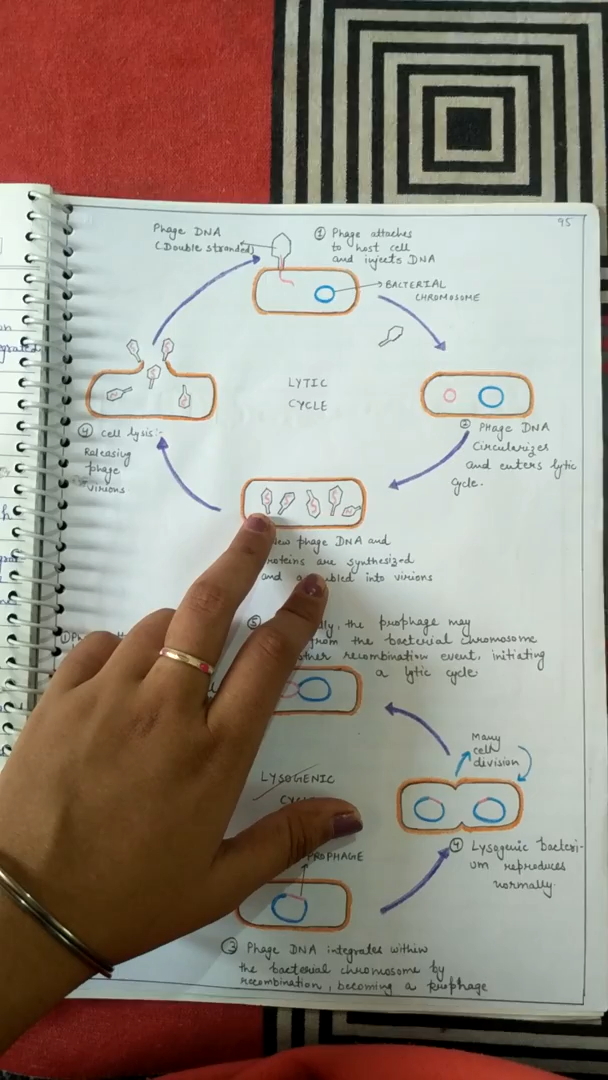 95
Phage DNA
(Double stranded)
① Phage attaches
to host cell
and injects DNA
BACTERIAL
CHROMOSOME
LYTIC
CYCLE
② Phage DNA
Circularizes
and enters lytic
cycle.
④ Cell lysis:-
Releasing
phage
virions.
phage DNA and
are synthesized
and into virions
⑤ the prophage may
from the bacterial chromosome
recombination event, initiating
a lytic cycle
Many
cell
division
LYSOGENIC
④ Lysogenic bacteri-
um reproduces
normally.
PROPHAGE
③ Phage DNA integrates within
the bacterial chromosome by
recombination, becoming a prophage